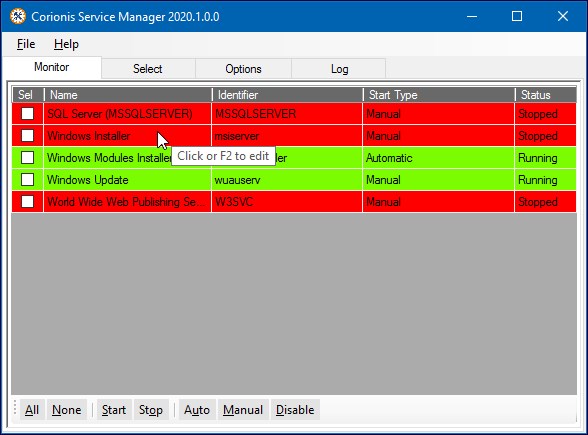 Corionis Service Manager 2020.1.0.0
File Help
Monitor Select Options Log
Sel Name Identifier Start Type Status
SQL Server (MSSQLSERVER) MSSQLSERVER Manual Stopped
Windows Installer msiserver Manual Stopped
Windows Modules Installer Automatic Running
Click or F2 to edit
Windows Update wuauserv Manual Running
World Wide Web Publishing Se... W3SVC Manual Stopped
All None Start Stop Auto Manual Disable